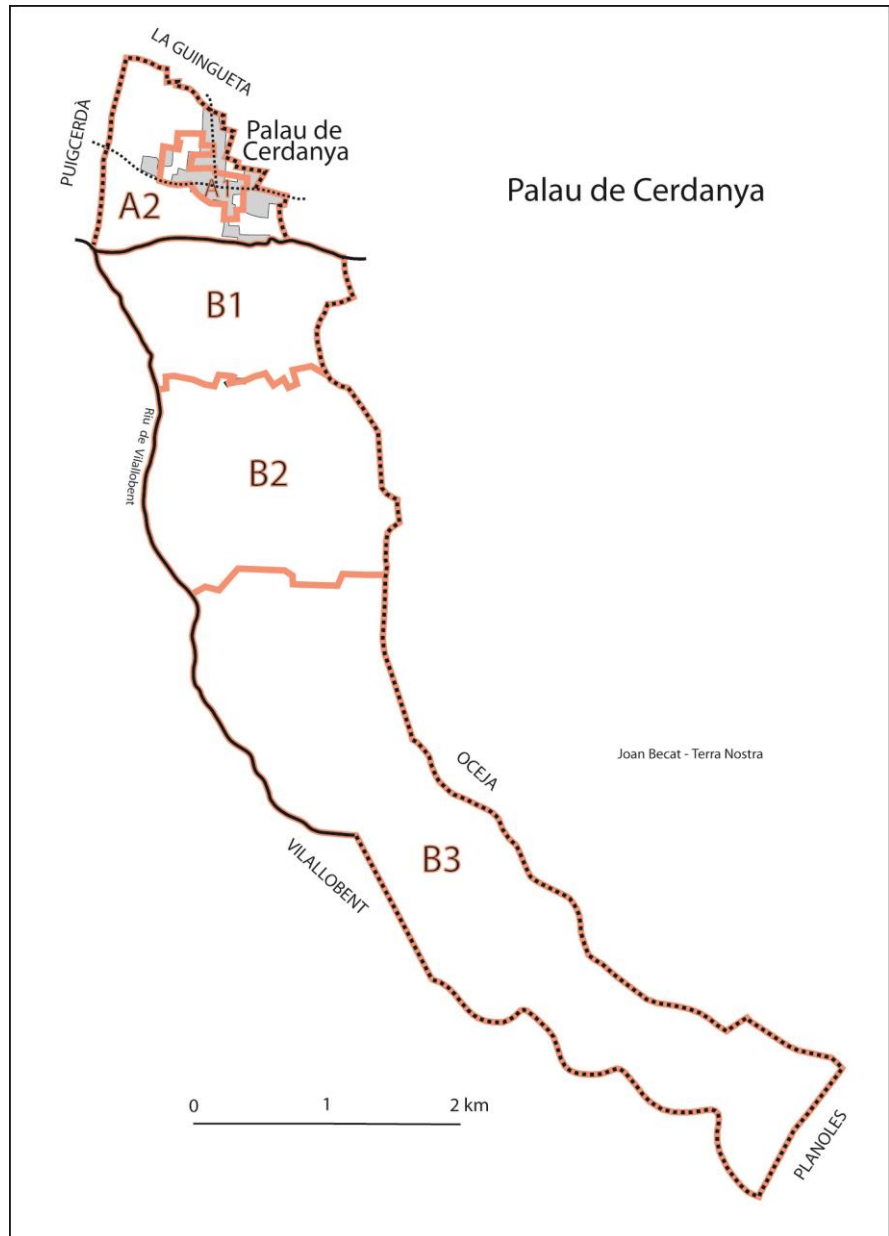 LA GUINGUETA
PUIGCERDÀ
Palau de
Cerdanya
Palau de Cerdanya
A1
A2
B1
Riu de Vilallobent
B2
Joan Becat - Terra Nostra
OCEJA
VILALLOBENT
B3
0 1 2 km
PLANOLES